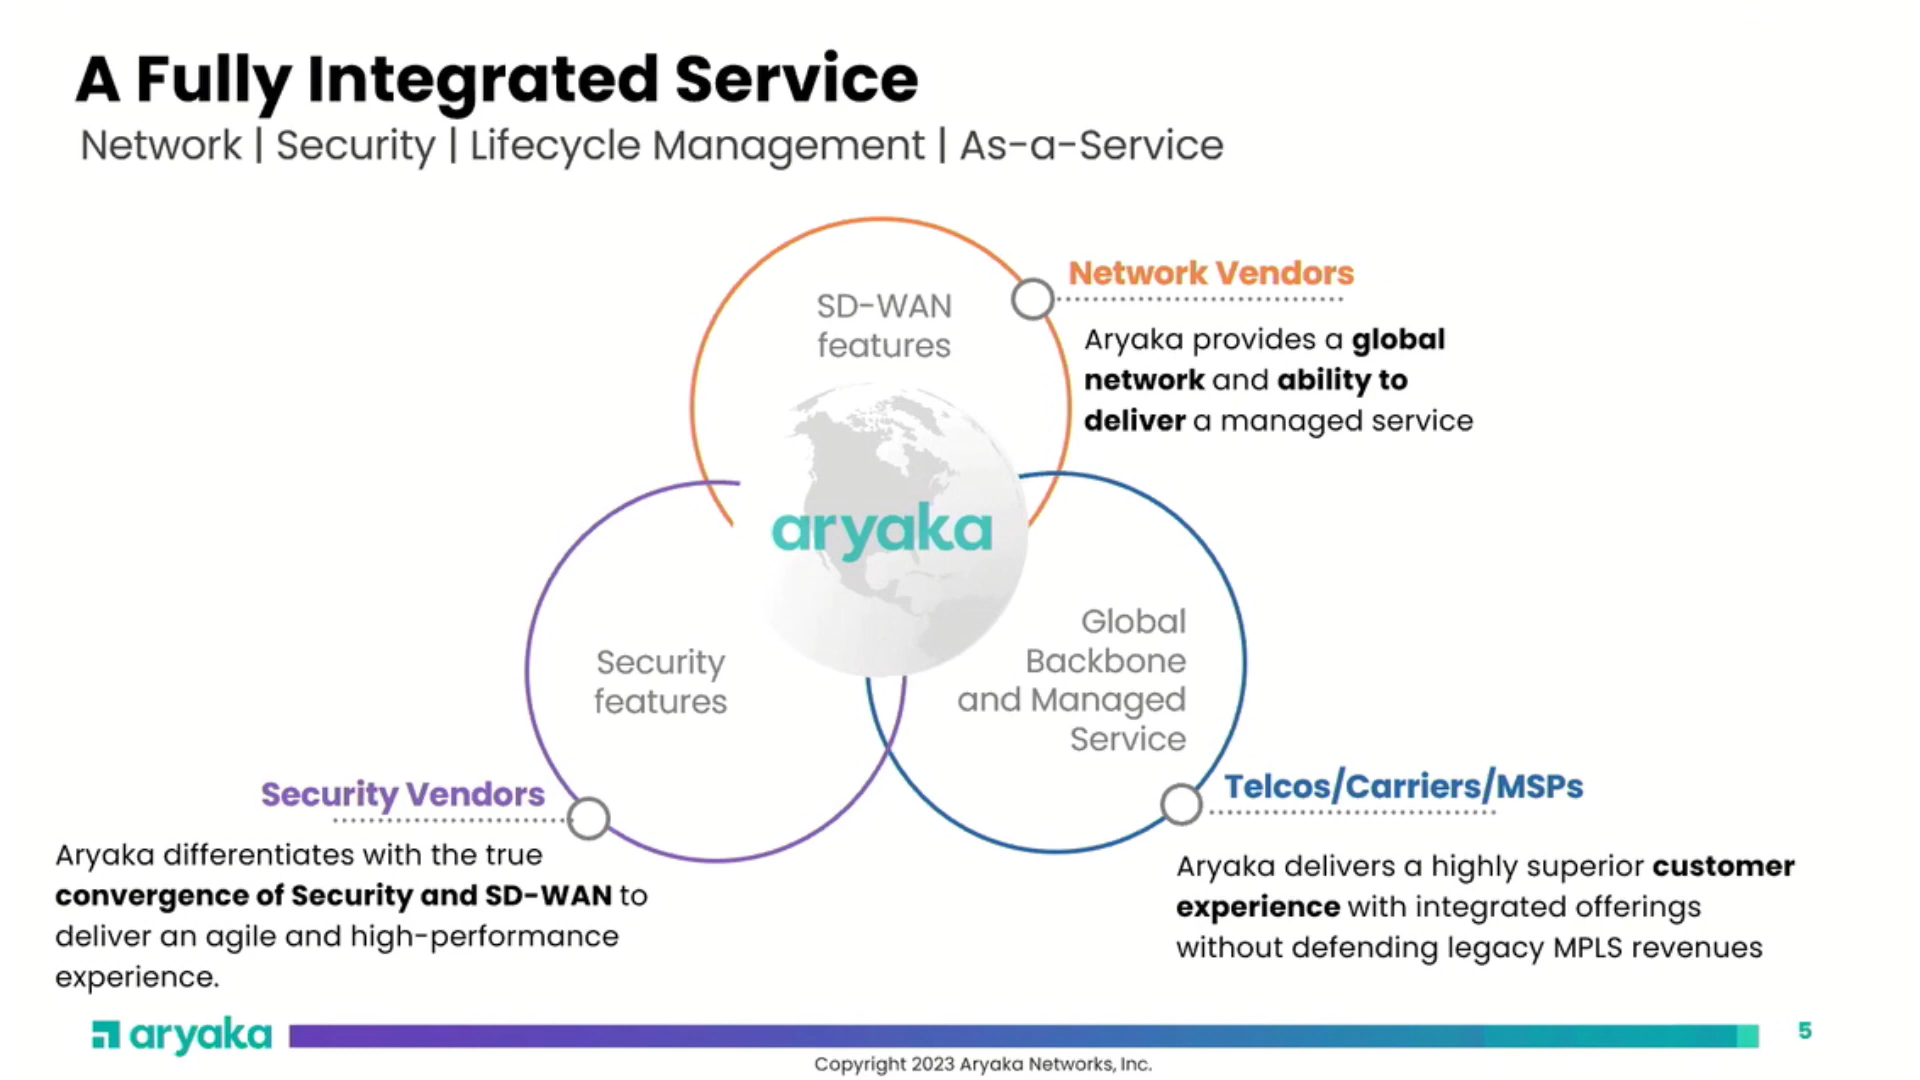 A Fully Integrated Service
Network | Security | Lifecycle Management | As-a-Service
SD-WAN
features
Network Vendors
Aryaka provides a global
network and ability to
deliver a managed service
aryaka
Security
features
Global
Backbone
and Managed
Service
Security Vendors
Aryaka differentiates with the true
convergence of Security and SD-WAN to
deliver an agile and high-performance
experience.
Telcos/Carriers/MSPs
Aryaka delivers a highly superior customer
experience with integrated offerings
without defending legacy MPLS revenues
aryaka
5
Copyright 2023 Aryaka Networks, Inc.